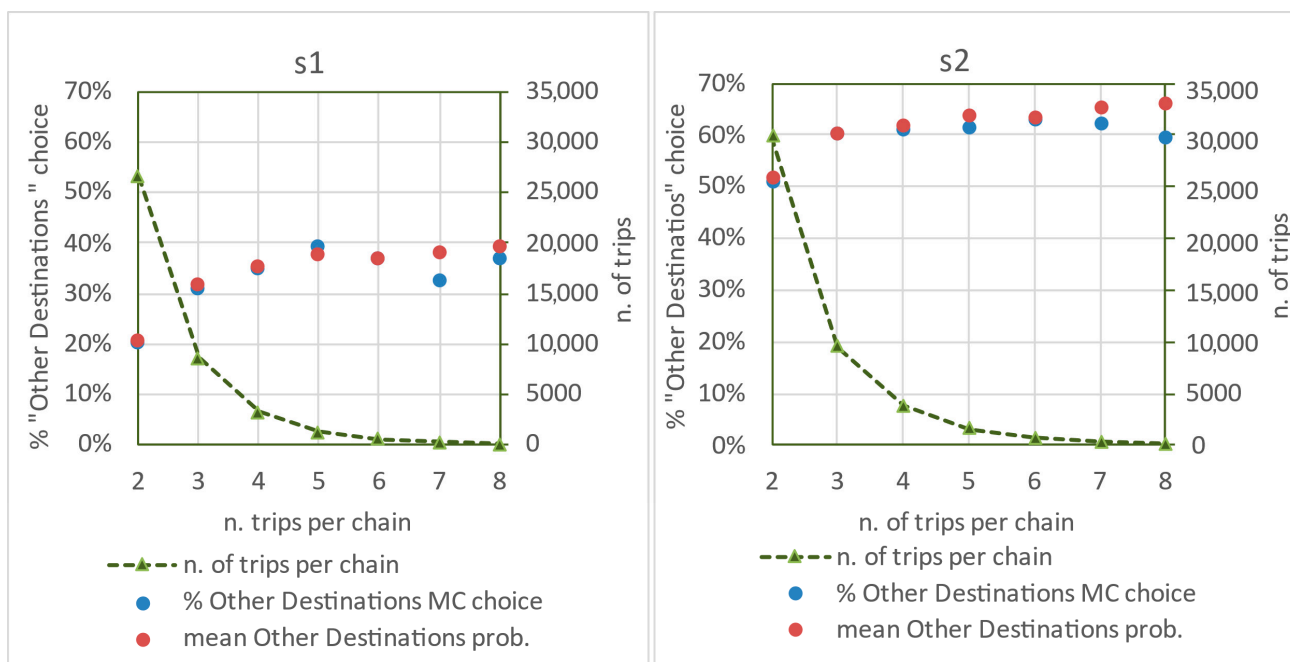 s1
70%
60%
50%
40%
30%
20%
10%
0%
% "Other Destinations" choice
35,000
30,000
25,000
20,000
15,000
10,000
5000
0
n. of trips
2 3 4 5 6 7 8
n. trips per chain
n. of trips per chain
% Other Destinations MC choice
mean Other Destinations prob.
s2
70%
60%
50%
40%
30%
20%
10%
0%
% "Other Destinatios" choice
35,000
30,000
25,000
20,000
15,000
10,000
5000
0
n. of trips
2 3 4 5 6 7 8
n. of trips per chain
n. of trips per chain
% Other Destinations MC choice
mean Other Destinations prob.